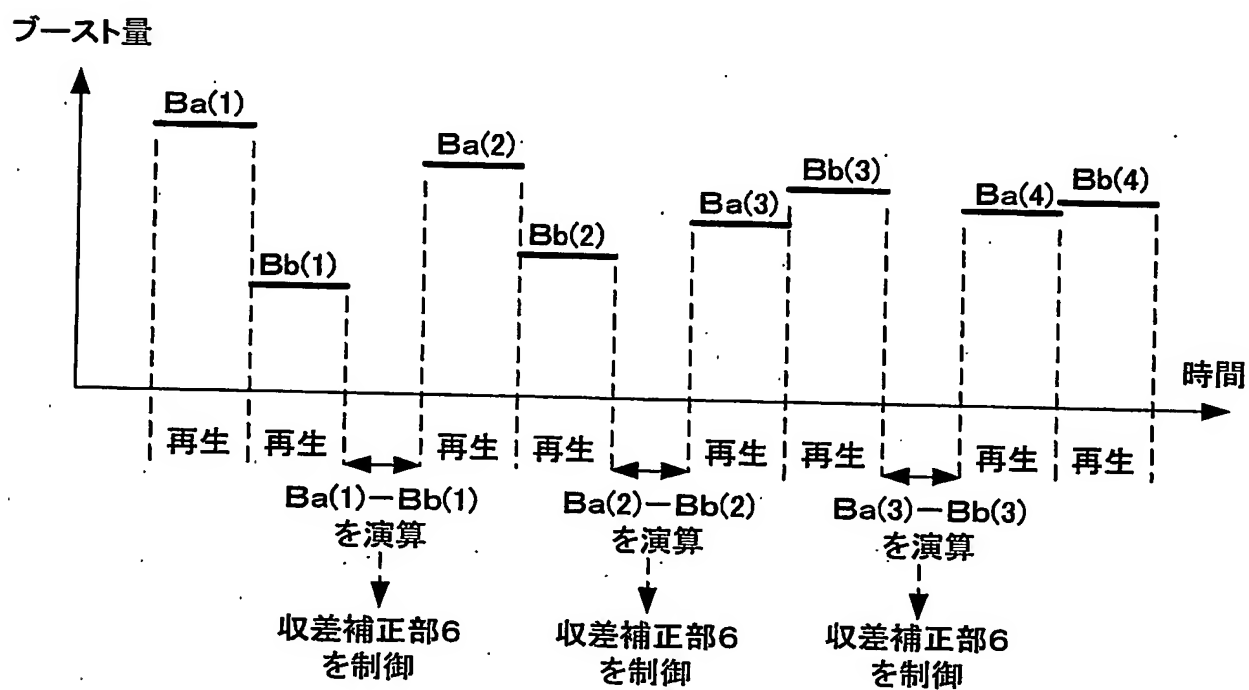 ブースト量
Ba(1)
Bb(1)
Ba(2)
Bb(2)
Ba(3)
Bb(3)
Ba(4)
Bb(4)
時間
再生
再生
再生
再生
再生
再生
再生
再生
Ba(1)−Bb(1)
を演算
Ba(2)−Bb(2)
を演算
Ba(3)−Bb(3)
を演算
収差補正部6
を制御
収差補正部6
を制御
収差補正部6
を制御